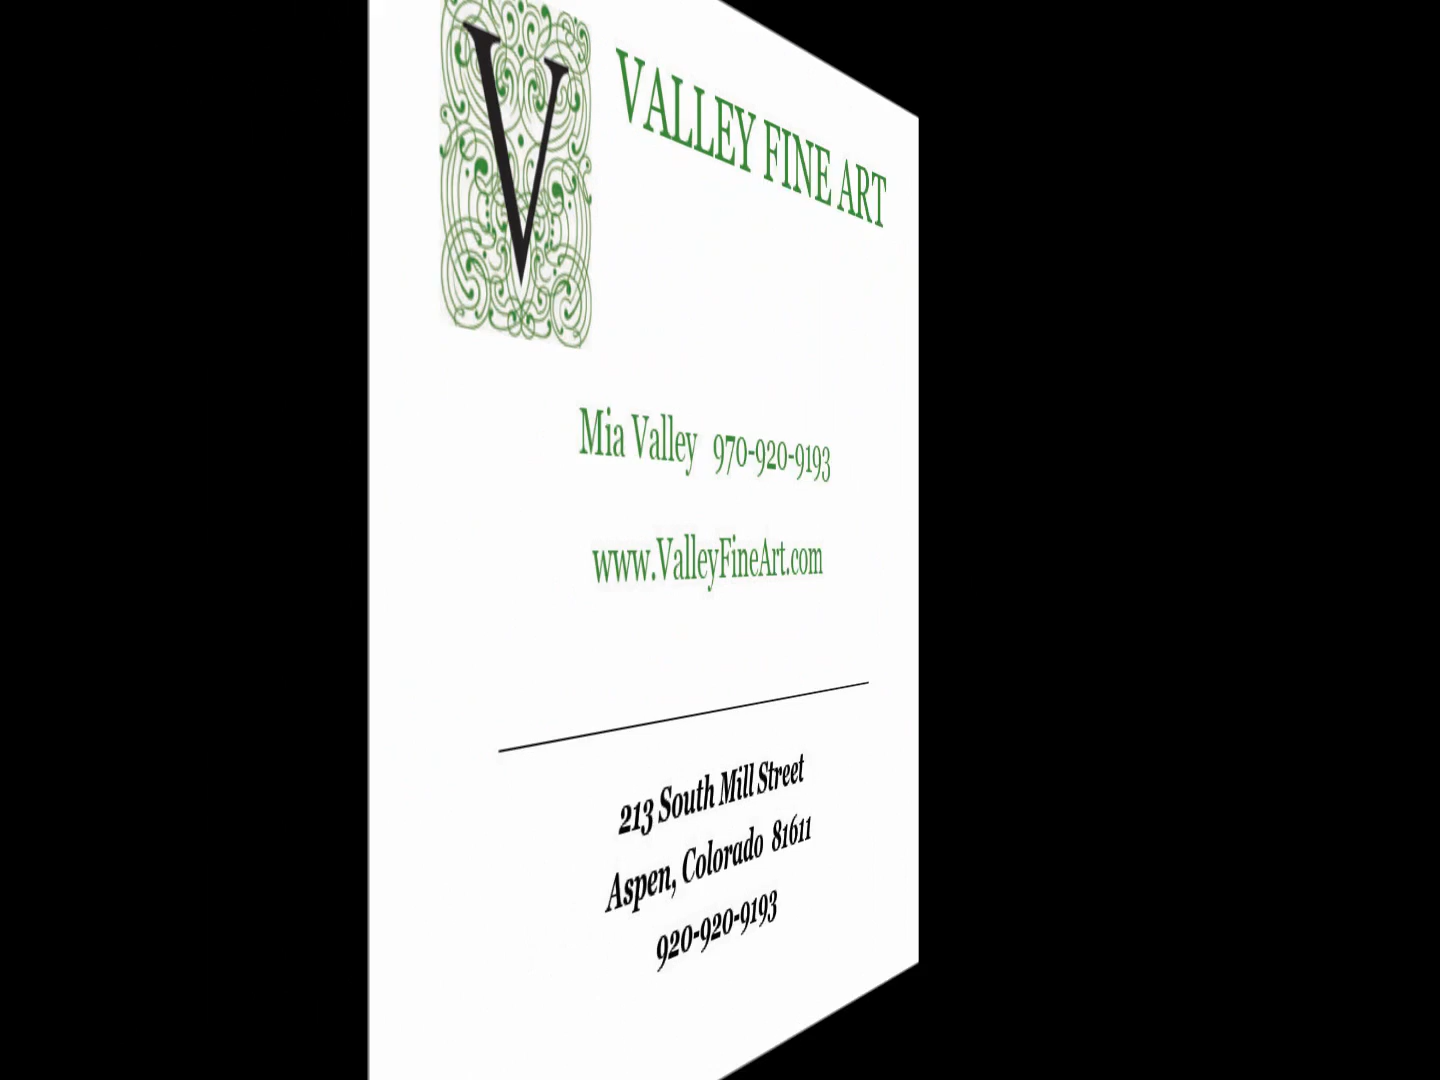 V
VALLEY FINE ART
Mia Valley 970-920-9193
www.ValleyFineArt.com
213 South Mill Street
Aspen, Colorado 81611
920-920-9193